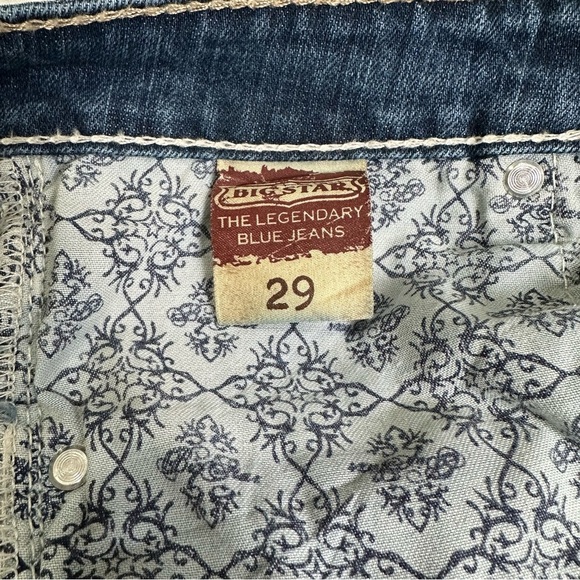 BIG STAR
THE LEGENDARY
BLUE JEANS
29